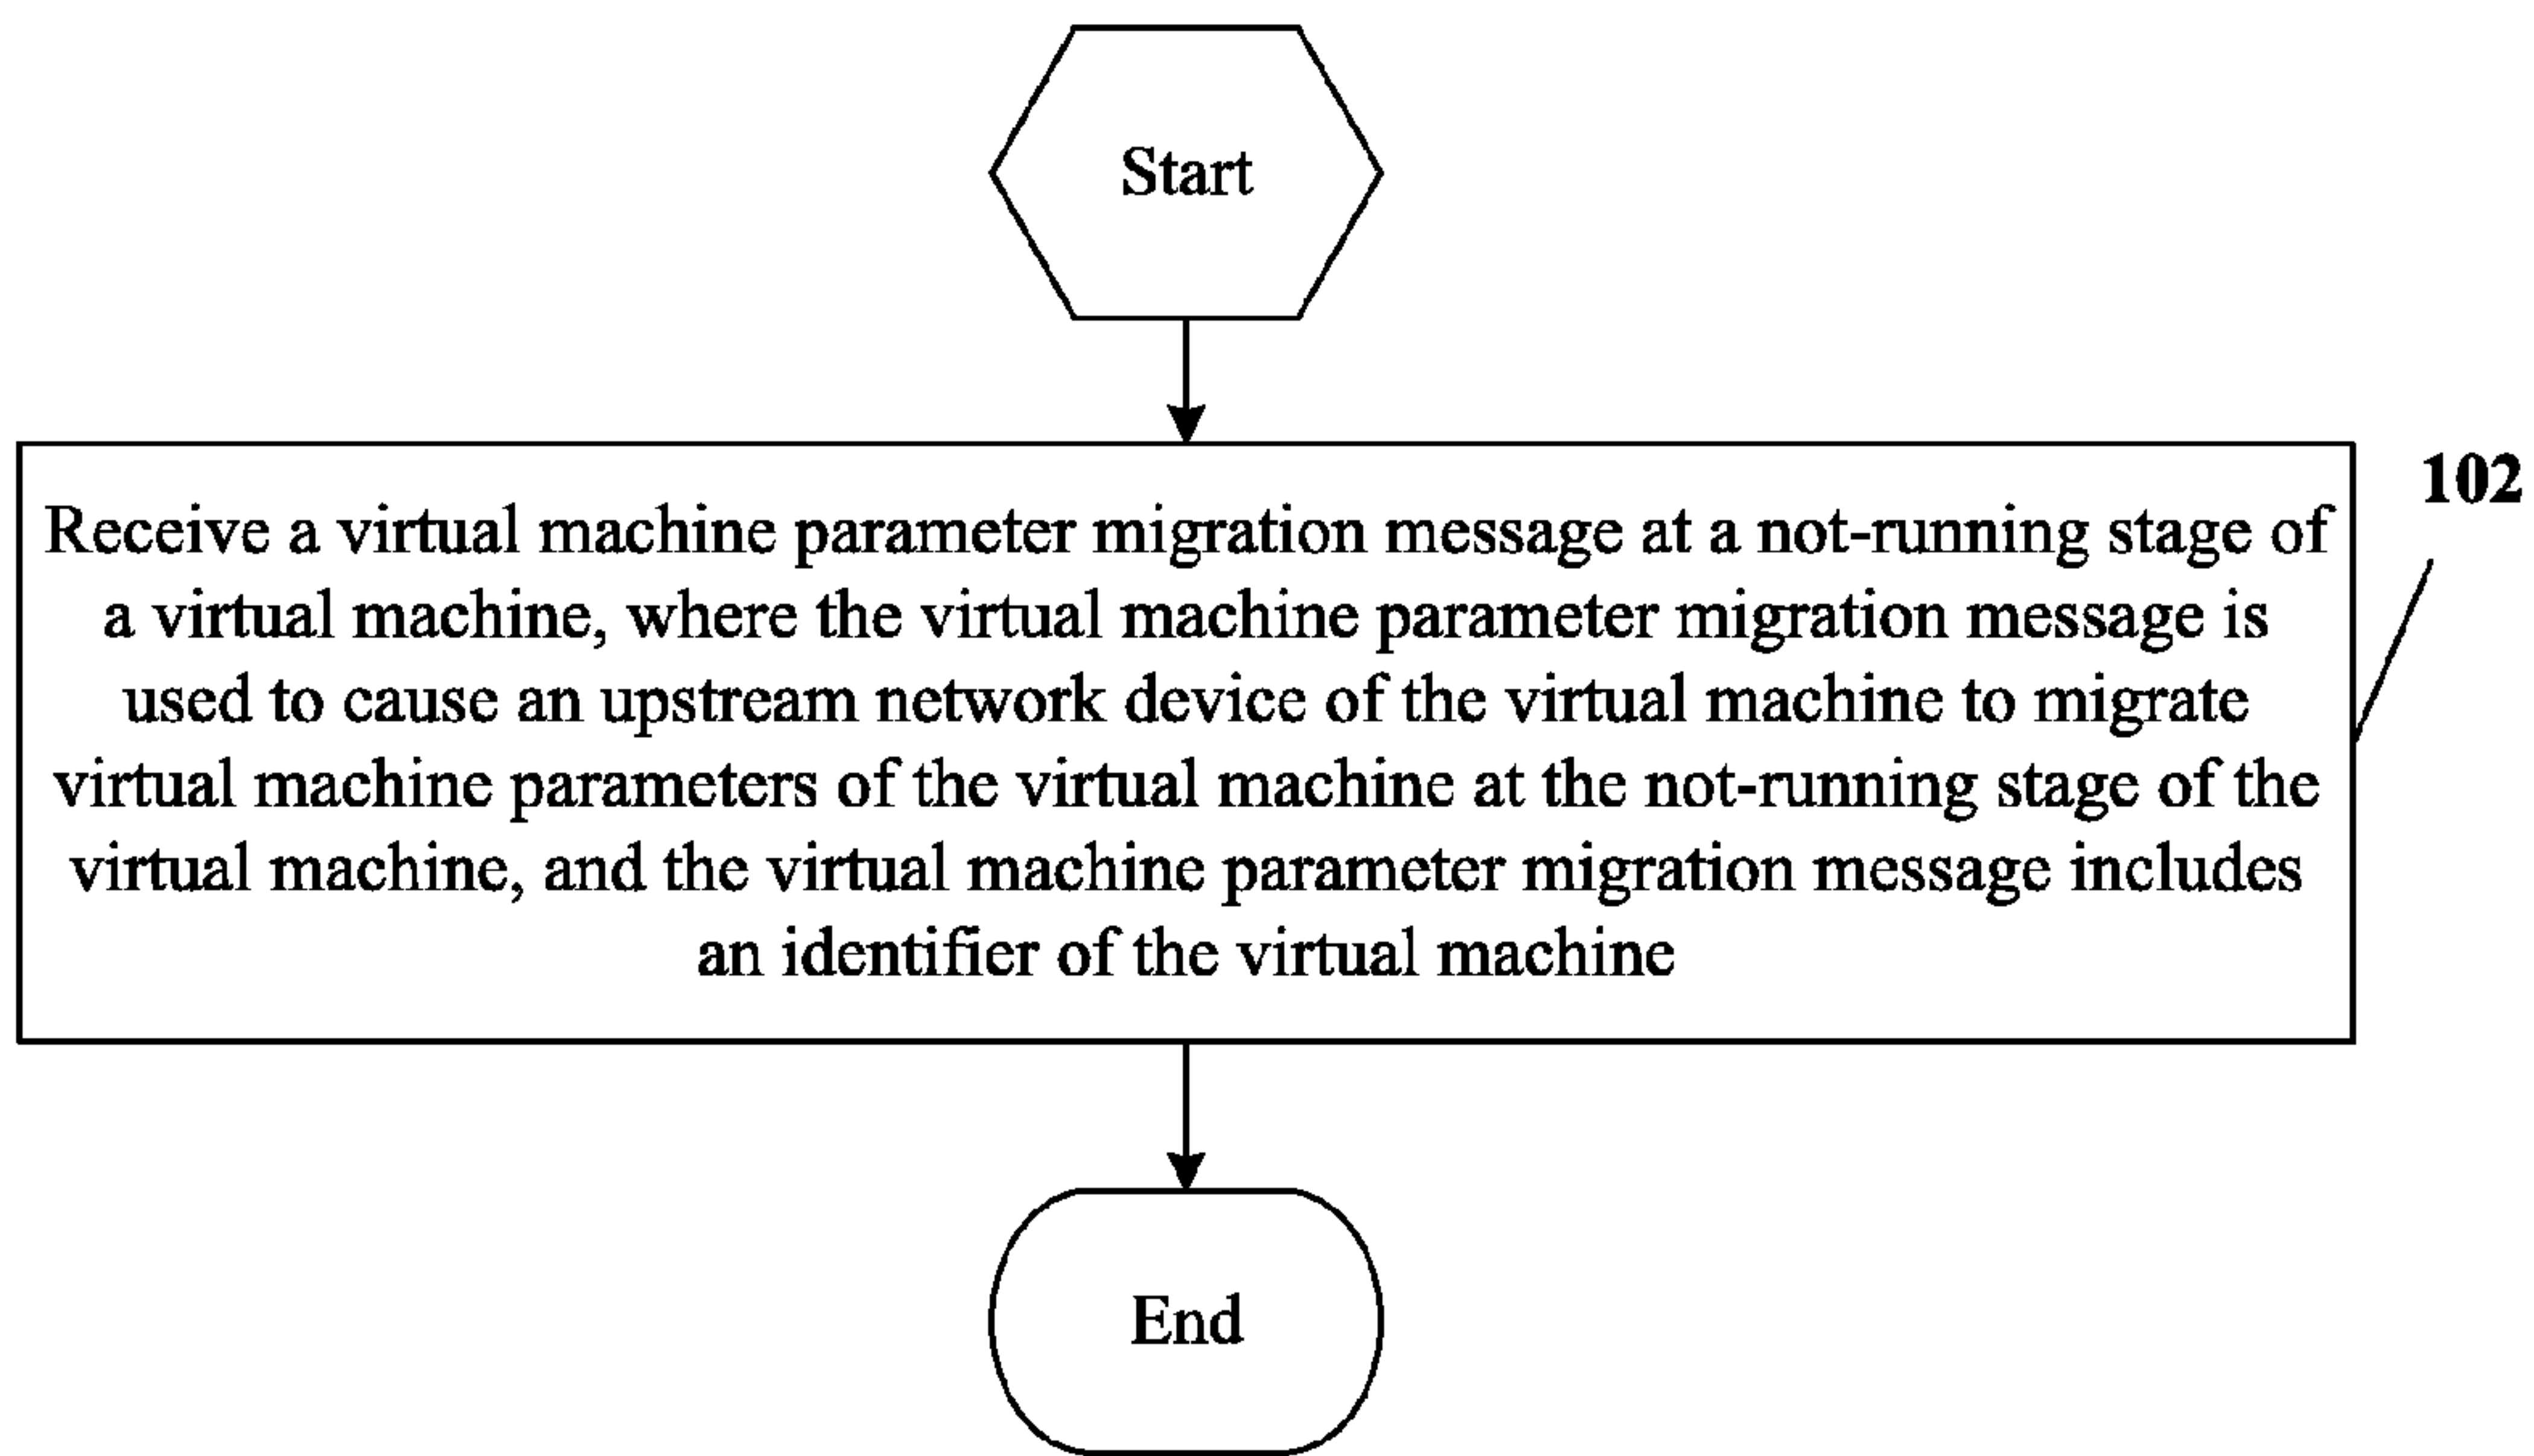 Start
Receive a virtual machine parameter migration message at a not-running stage of
a virtual machine, where the virtual machine parameter migration message is
used to cause an upstream network device of the virtual machine to migrate
virtual machine parameters of the virtual machine at the not-running stage of the
virtual machine, and the virtual machine parameter migration message includes
an identifier of the virtual machine
102
End